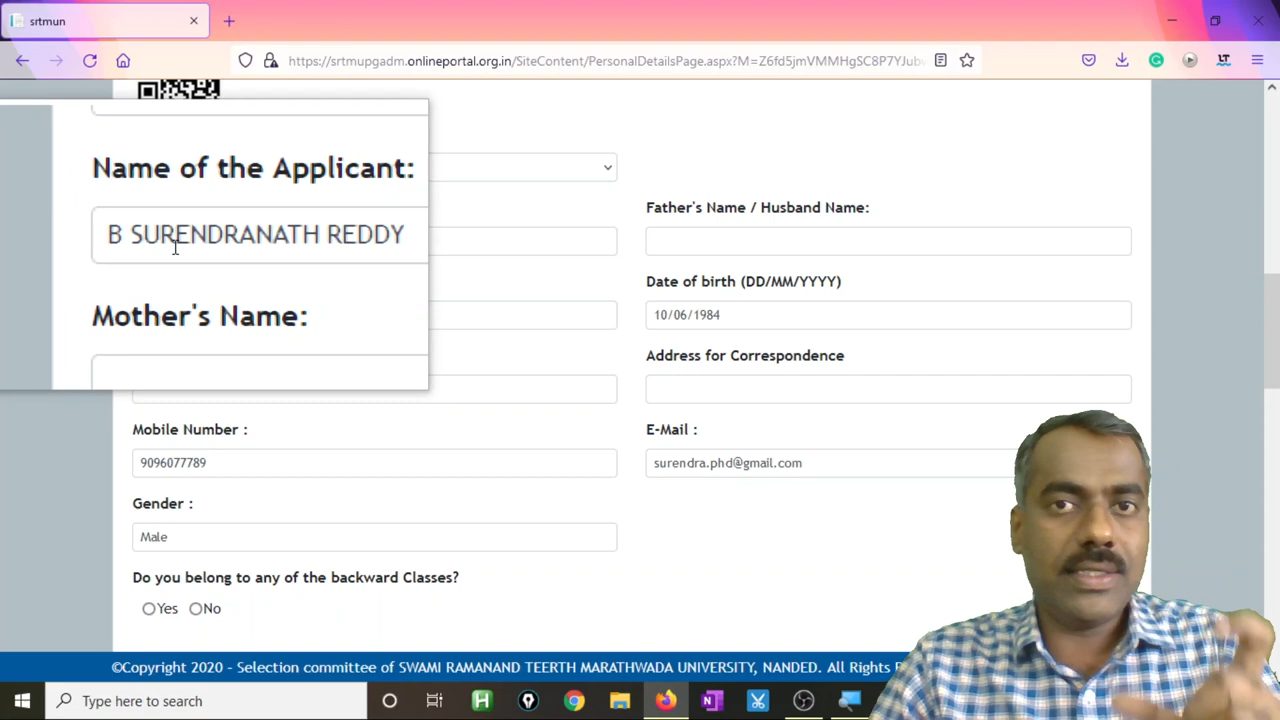 srtmun
https://srtmupgadm.onlineportal.org.in/SiteContent/PersonalDetailsPage.aspx?M=Z6fd5jmVMMHgSC8P7YJubv
Name of the Applicant:
B SURENDRANATH REDDY
Mother's Name:
Father's Name / Husband Name:
Date of birth (DD/MM/YYYY)
10/06/1984
Address for Correspondence
Mobile Number :
E-Mail :
9096077789
surendra.phd@gmail.com
Gender :
Male
Do you belong to any of the backward Classes?
Yes No
©Copyright 2020 - Selection committee of SWAMI RAMANAND TEERTH MARATHWADA UNIVERSITY, NANDED. All Rights
Type here to search